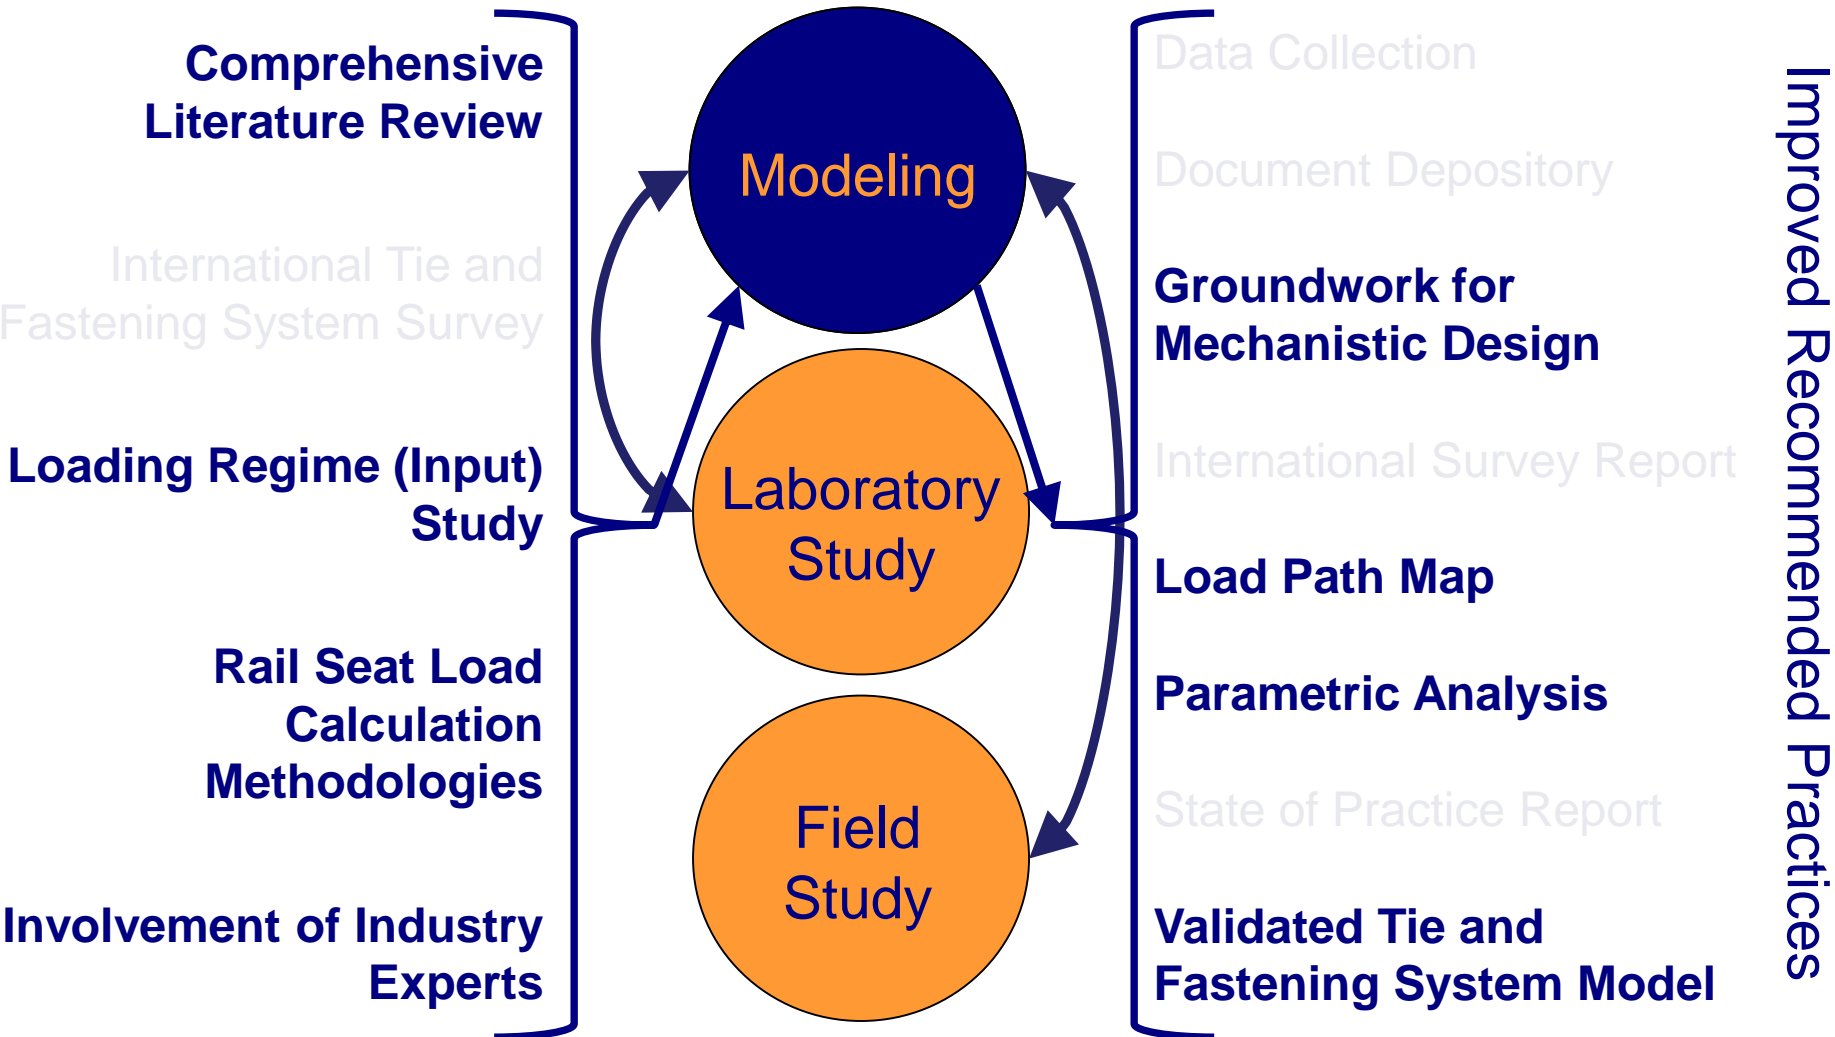 Comprehensive
Literature Review
International Tie and
Fastening System Survey
Loading Regime (Input)
Study
Rail Seat Load
Calculation
Methodologies
Involvement of Industry
Experts
Modeling
Laboratory
Study
Field
Study
Data Collection
Document Depository
Groundwork for
Mechanistic Design
International Survey Report
Load Path Map
Parametric Analysis
State of Practice Report
Validated Tie and
Fastening System Model
Improved Recommended Practices